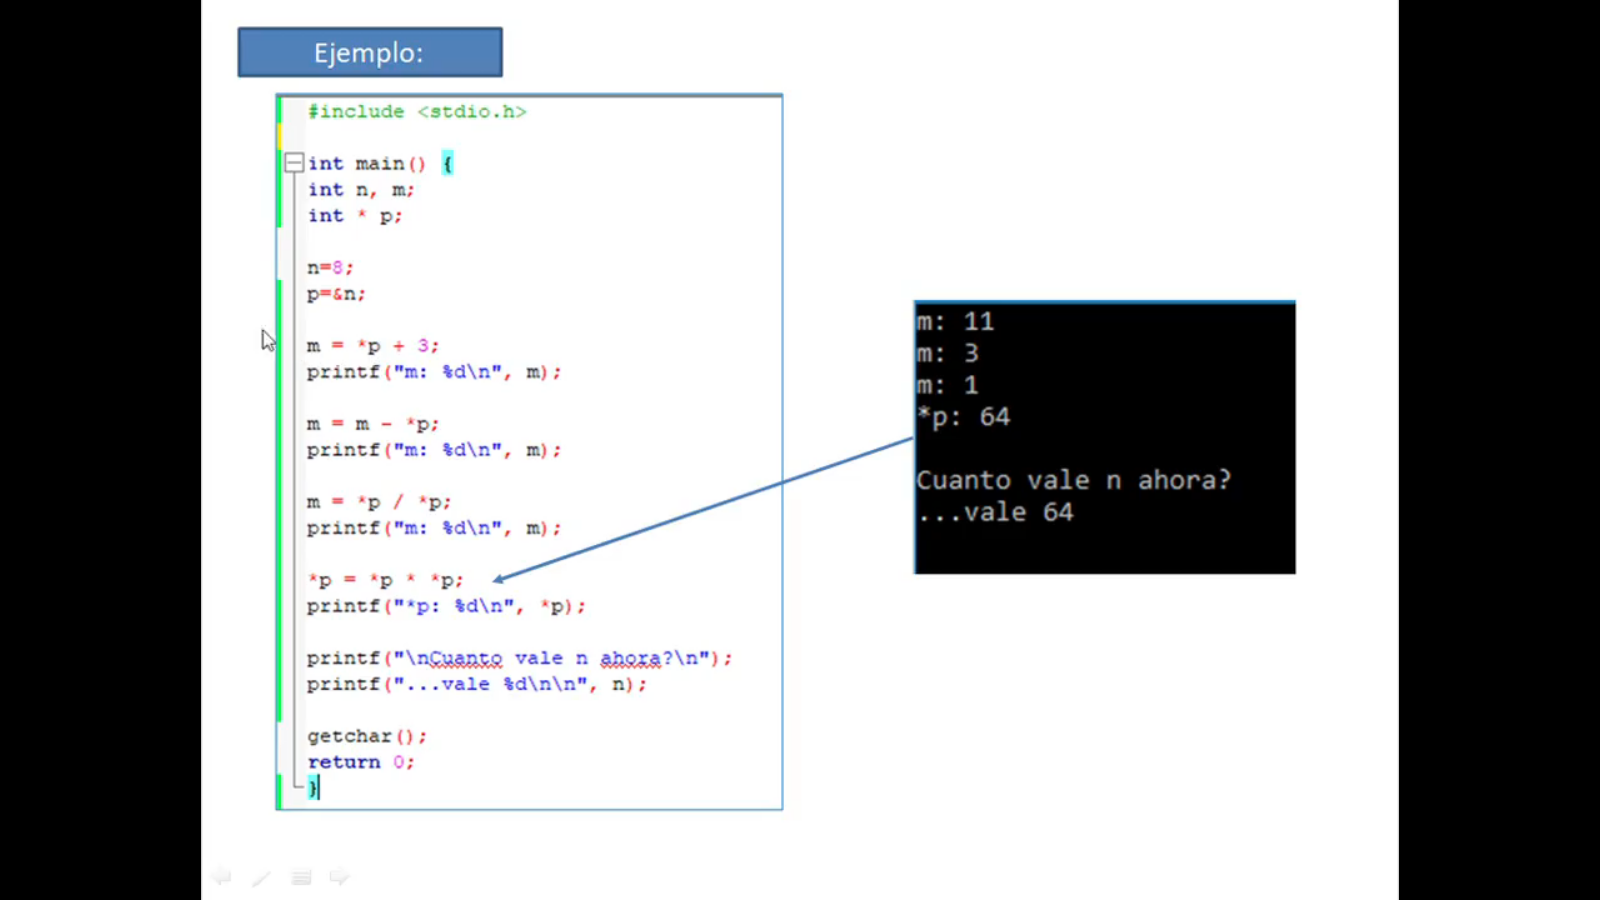 Ejemplo:
#include <stdio.h>
int main() {
int n, m;
int * p;
n=8;
p=&n;
m = *p + 3;
printf("m: %d\n", m);
m = m - *p;
printf("m: %d\n", m);
m = *p / *p;
printf("m: %d\n", m);
*p = *p * *p;
printf("*p: %d\n", *p);
printf("\nCuanto vale n ahora?\n");
printf("...vale %d\n\n", n);
getchar();
return 0;
}
m: 11
m: 3
m: 1
*p: 64
Cuanto vale n ahora?
...vale 64